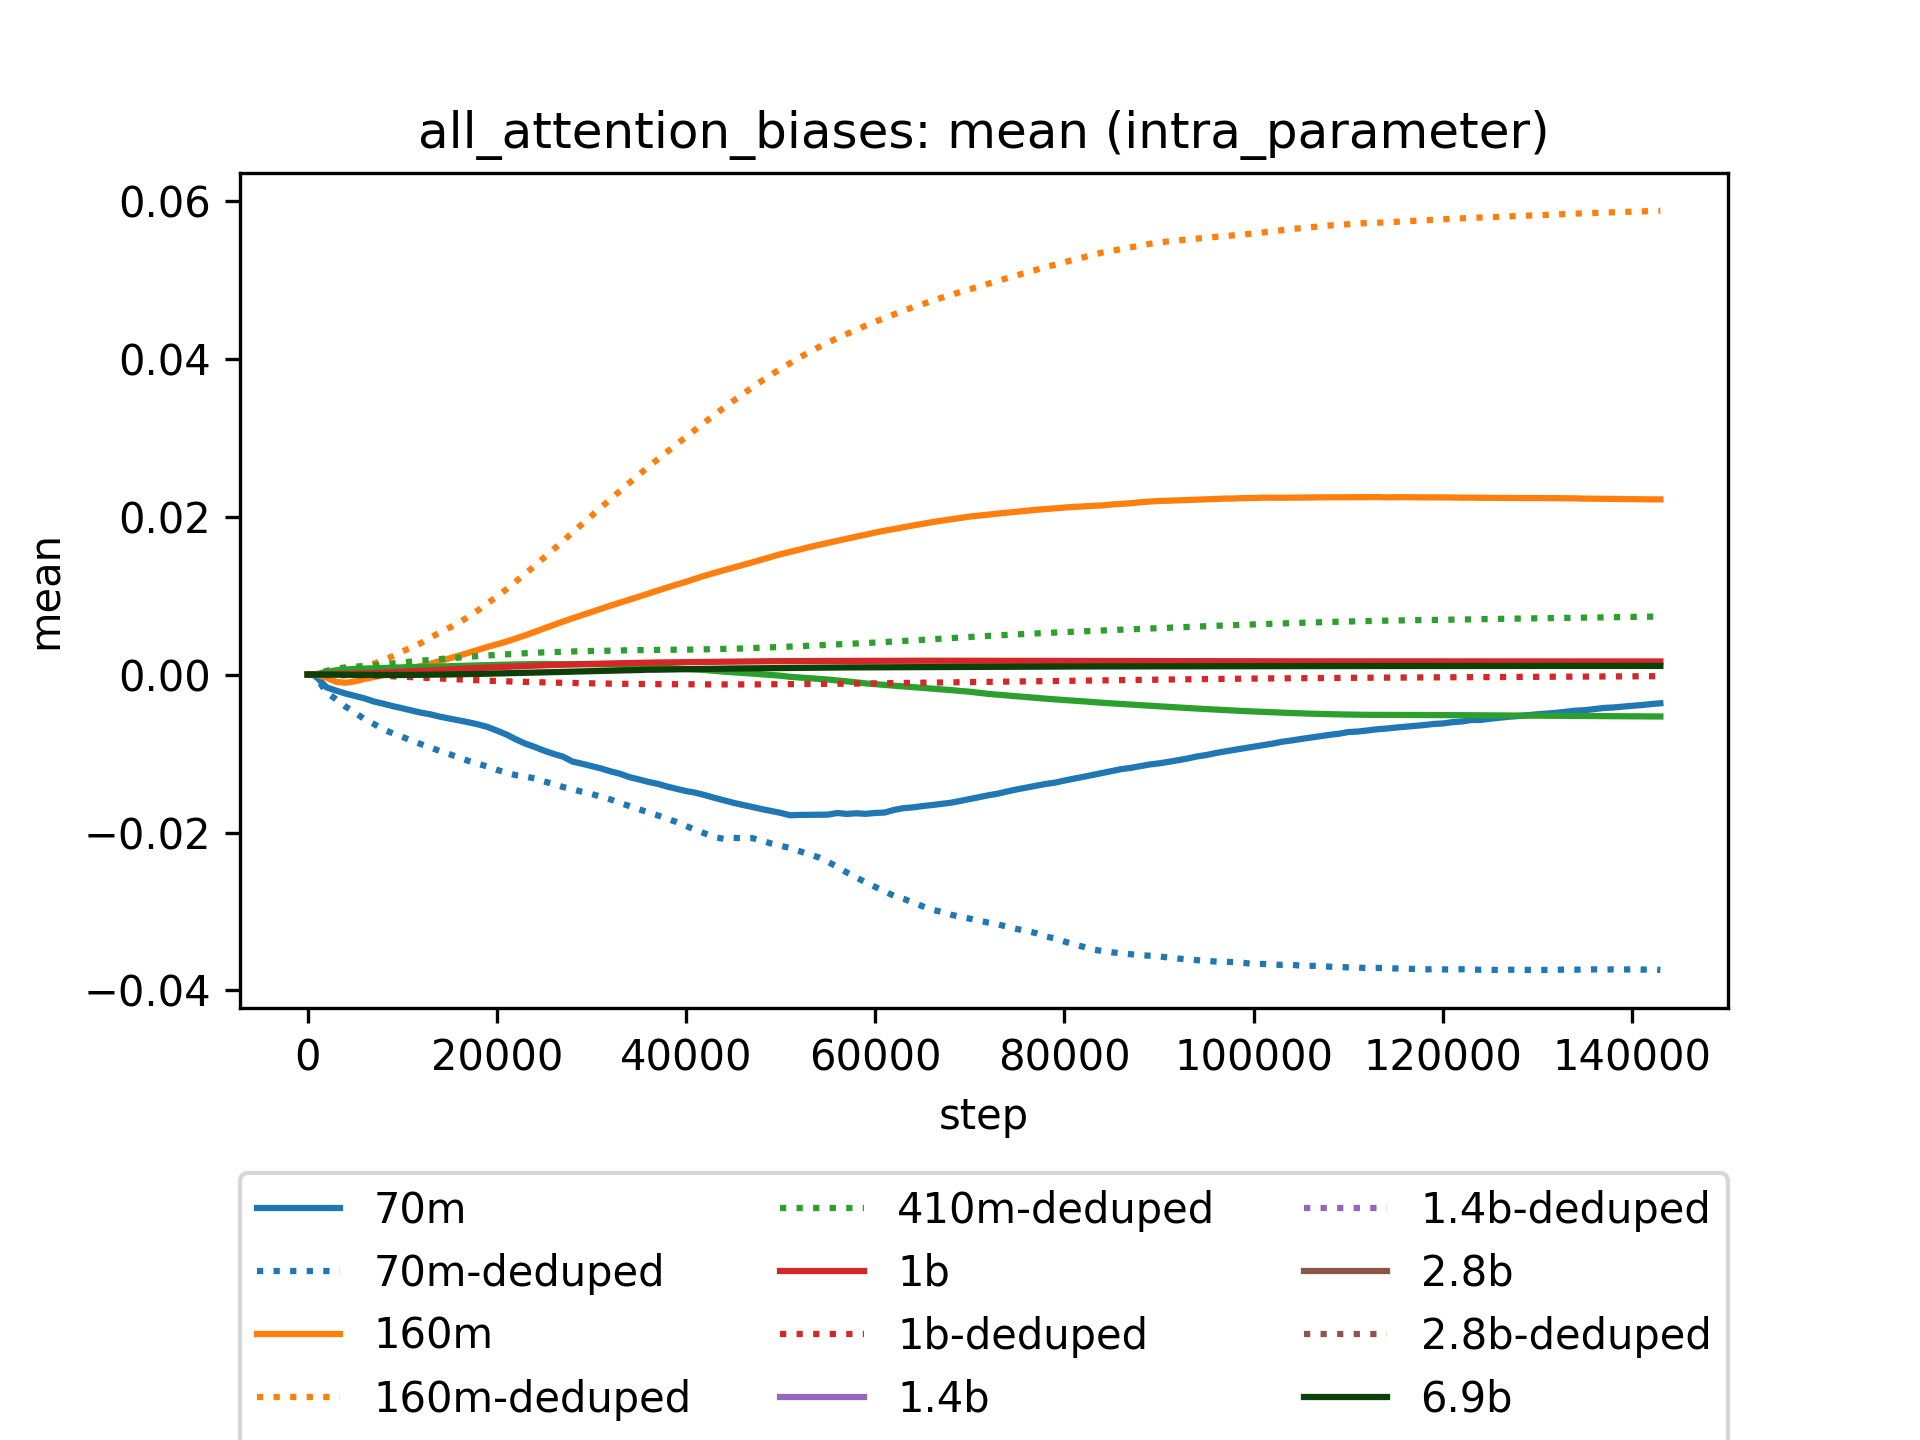 all_attention_biases: mean (intra_parameter)
0.06
0.04
0.02
0.00
−0.02
−0.04
mean
0 20000 40000 60000 80000 100000 120000 140000
step
70m 410m-deduped 1.4b-deduped
70m-deduped 1b 2.8b
160m 1b-deduped 2.8b-deduped
160m-deduped 1.4b 6.9b